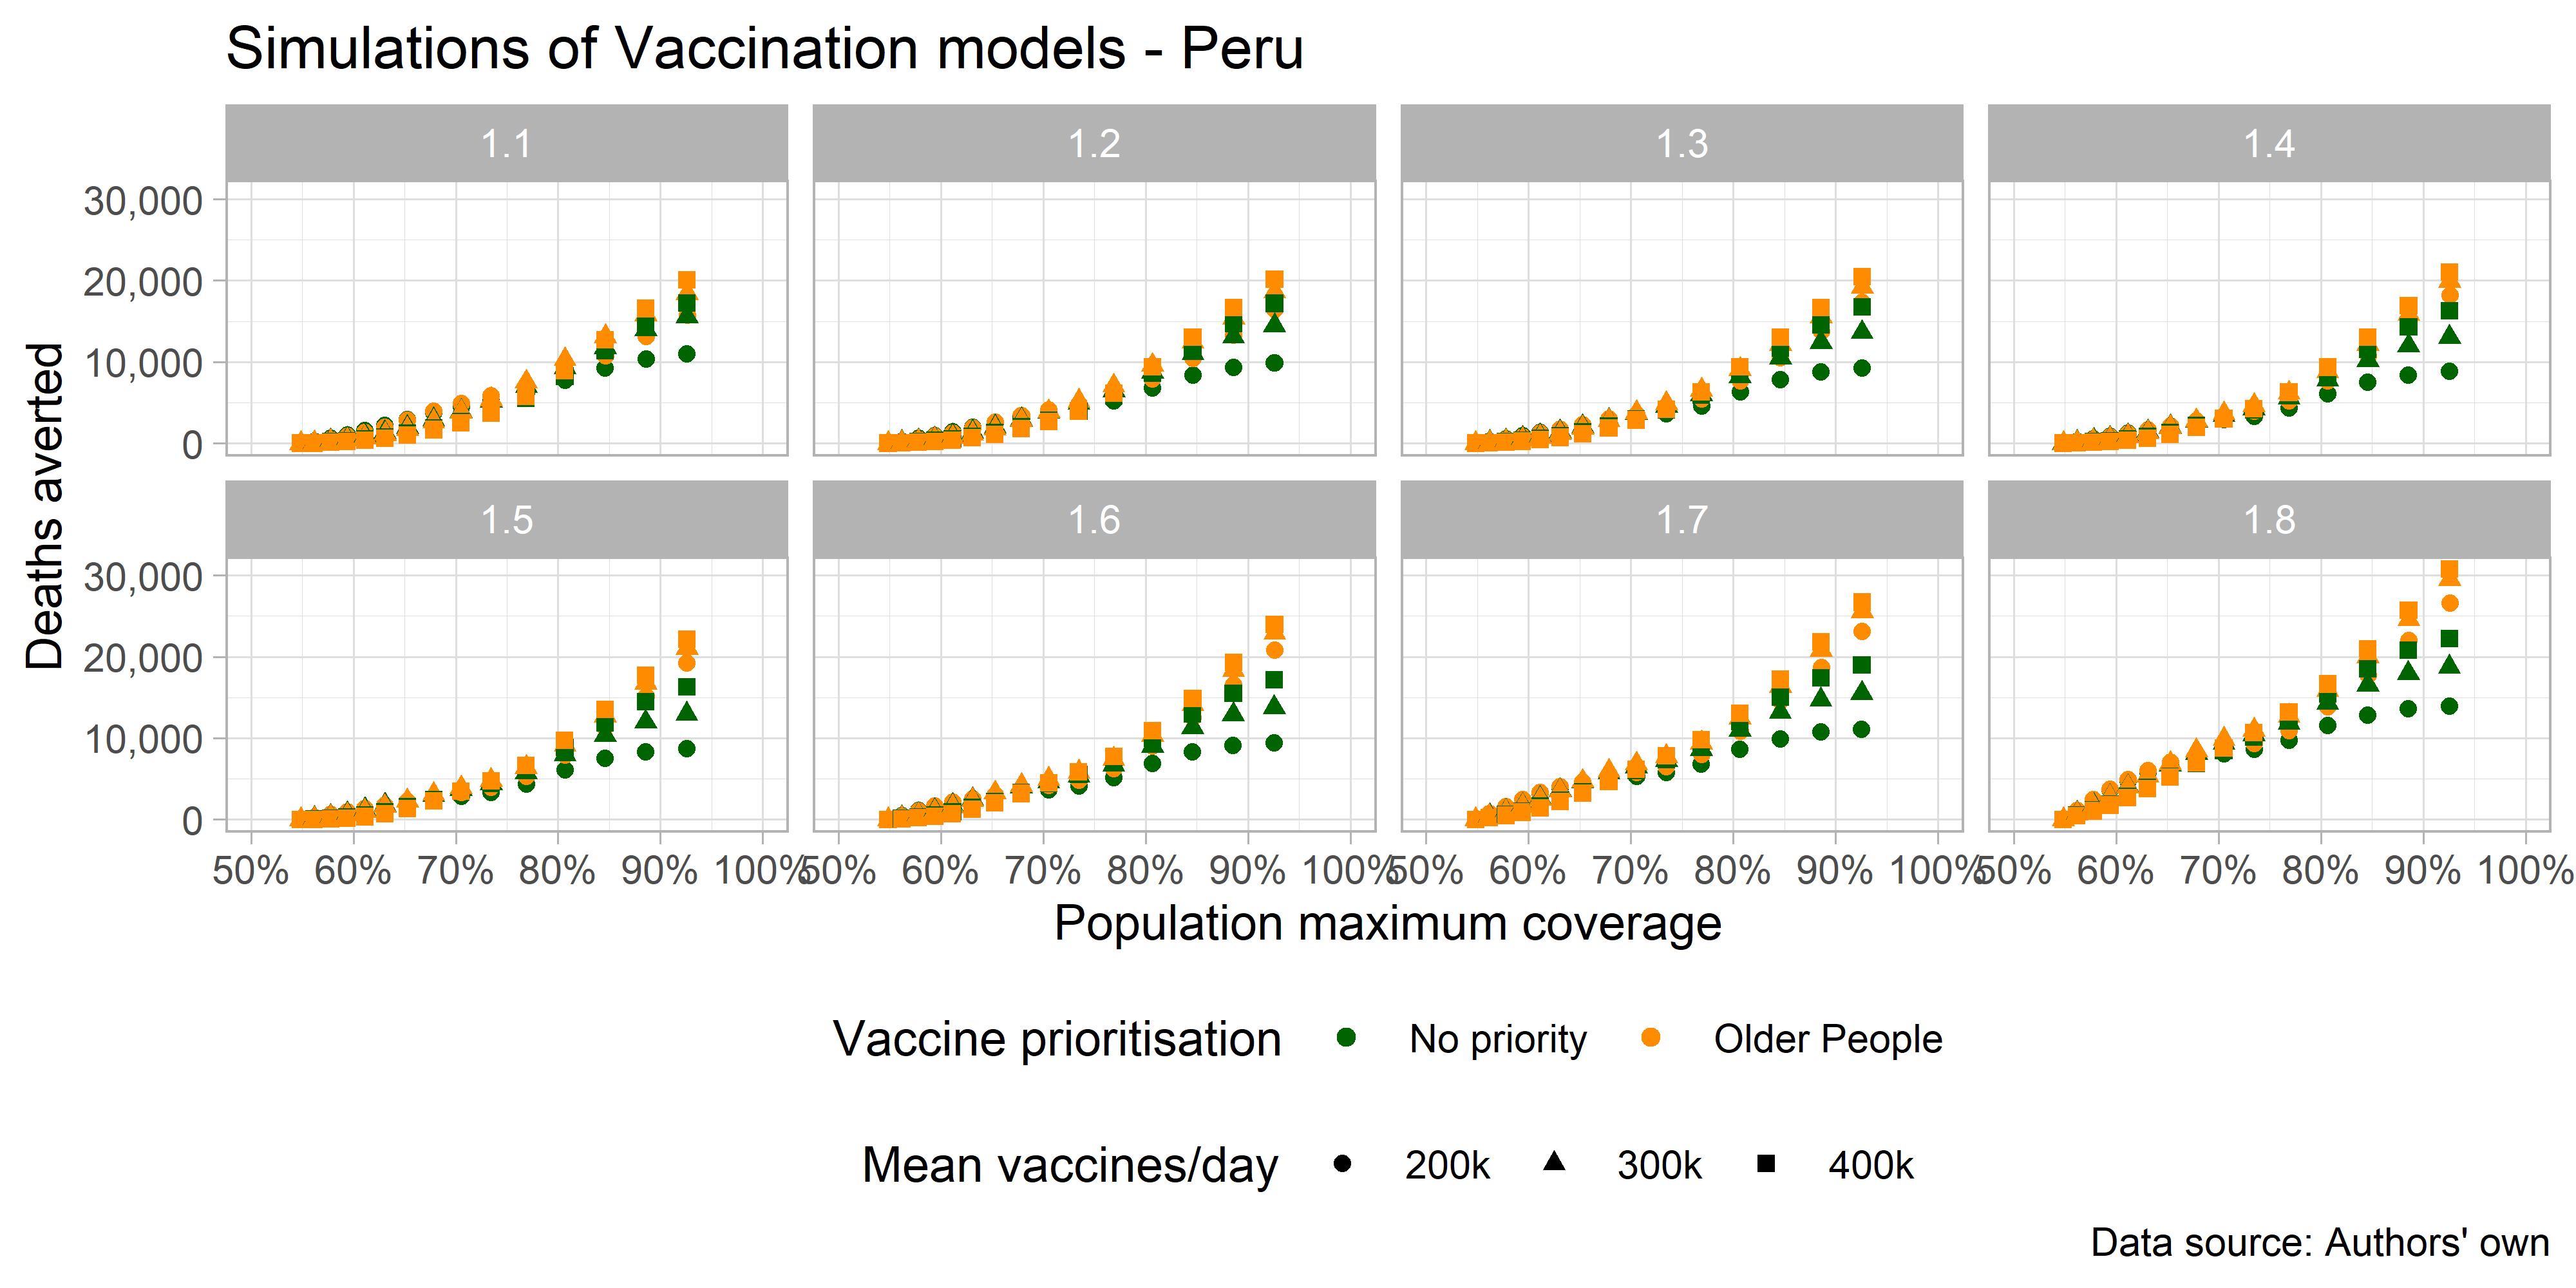 Simulations of Vaccination models - Peru
1.1 1.2 1.3 1.4
30,000
20,000
10,000
0
Deaths averted
1.5 1.6 1.7 1.8
30,000
20,000
10,000
0
50% 60% 70% 80% 90% 100% 50% 60% 70% 80% 90% 100% 50% 60% 70% 80% 90% 100% 50% 60% 70% 80% 90% 100%
Population maximum coverage
Vaccine prioritisation No priority Older People
Mean vaccines/day 200k 300k 400k
Data source: Authors' own